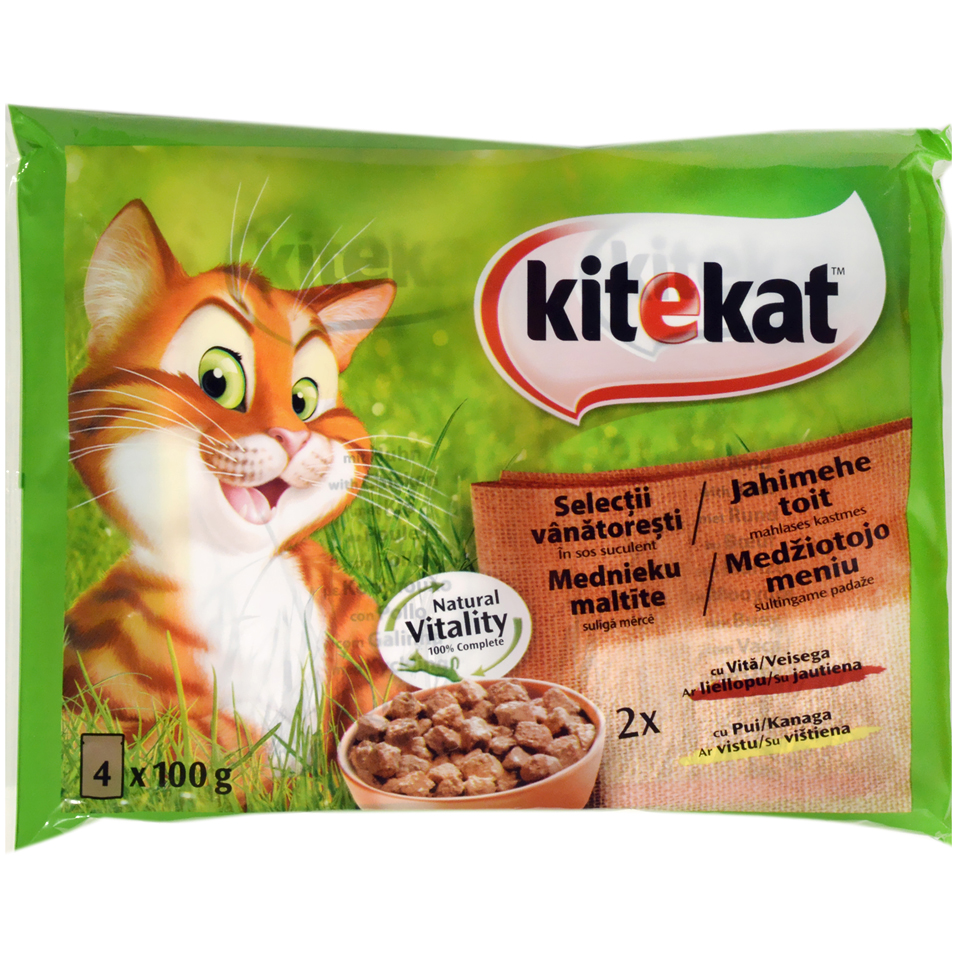 kitekat™
Selecții
vânătorești
în sos suculent
Jahimehe
toit
mahlases kastmes
Mednieku
maltīte
sulīgā mērcē
Medžiotojo
meniu
sultingame padaže
Natural
Vitality
100% Complete
2x
cu Vită/Veisega
Ar liellopu/Su jautiena
cu Pui/Kanaga
Ar vistu/Su vištiena
4 x 100 g